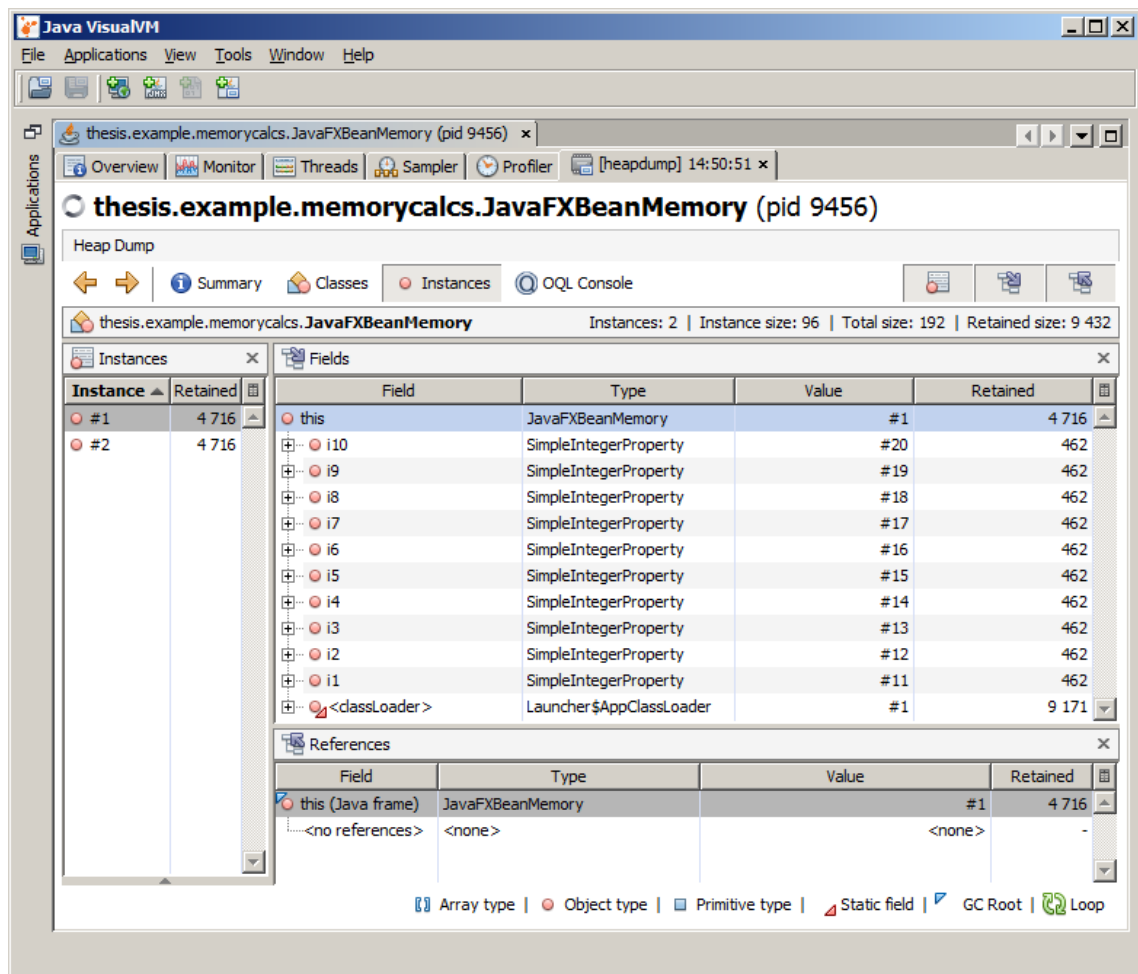 Java VisualVM
File Applications View Tools Window Help
thesis.example.memorycalcs.JavaFXBeanMemory (pid 9456)
Applications
Overview Monitor Threads Sampler Profiler [heapdump] 14:50:51
thesis.example.memorycalcs.JavaFXBeanMemory (pid 9456)
Heap Dump
Summary Classes Instances OQL Console
thesis.example.memorycalcs.JavaFXBeanMemory Instances: 2 | Instance size: 96 | Total size: 192 | Retained size: 9 432
Instances
Instance Retained
#1 4 716
#2 4 716
Fields
Field Type Value Retained
this JavaFXBeanMemory #1 4 716
i10 SimpleIntegerProperty #20 462
i9 SimpleIntegerProperty #19 462
i8 SimpleIntegerProperty #18 462
i7 SimpleIntegerProperty #17 462
i6 SimpleIntegerProperty #16 462
i5 SimpleIntegerProperty #15 462
i4 SimpleIntegerProperty #14 462
i3 SimpleIntegerProperty #13 462
i2 SimpleIntegerProperty #12 462
i1 SimpleIntegerProperty #11 462
<classLoader> Launcher$AppClassLoader #1 9 171
References
Field Type Value Retained
this (Java frame) JavaFXBeanMemory #1 4 716
<no references> <none> <none> -
Array type | Object type | Primitive type | Static field | GC Root | Loop